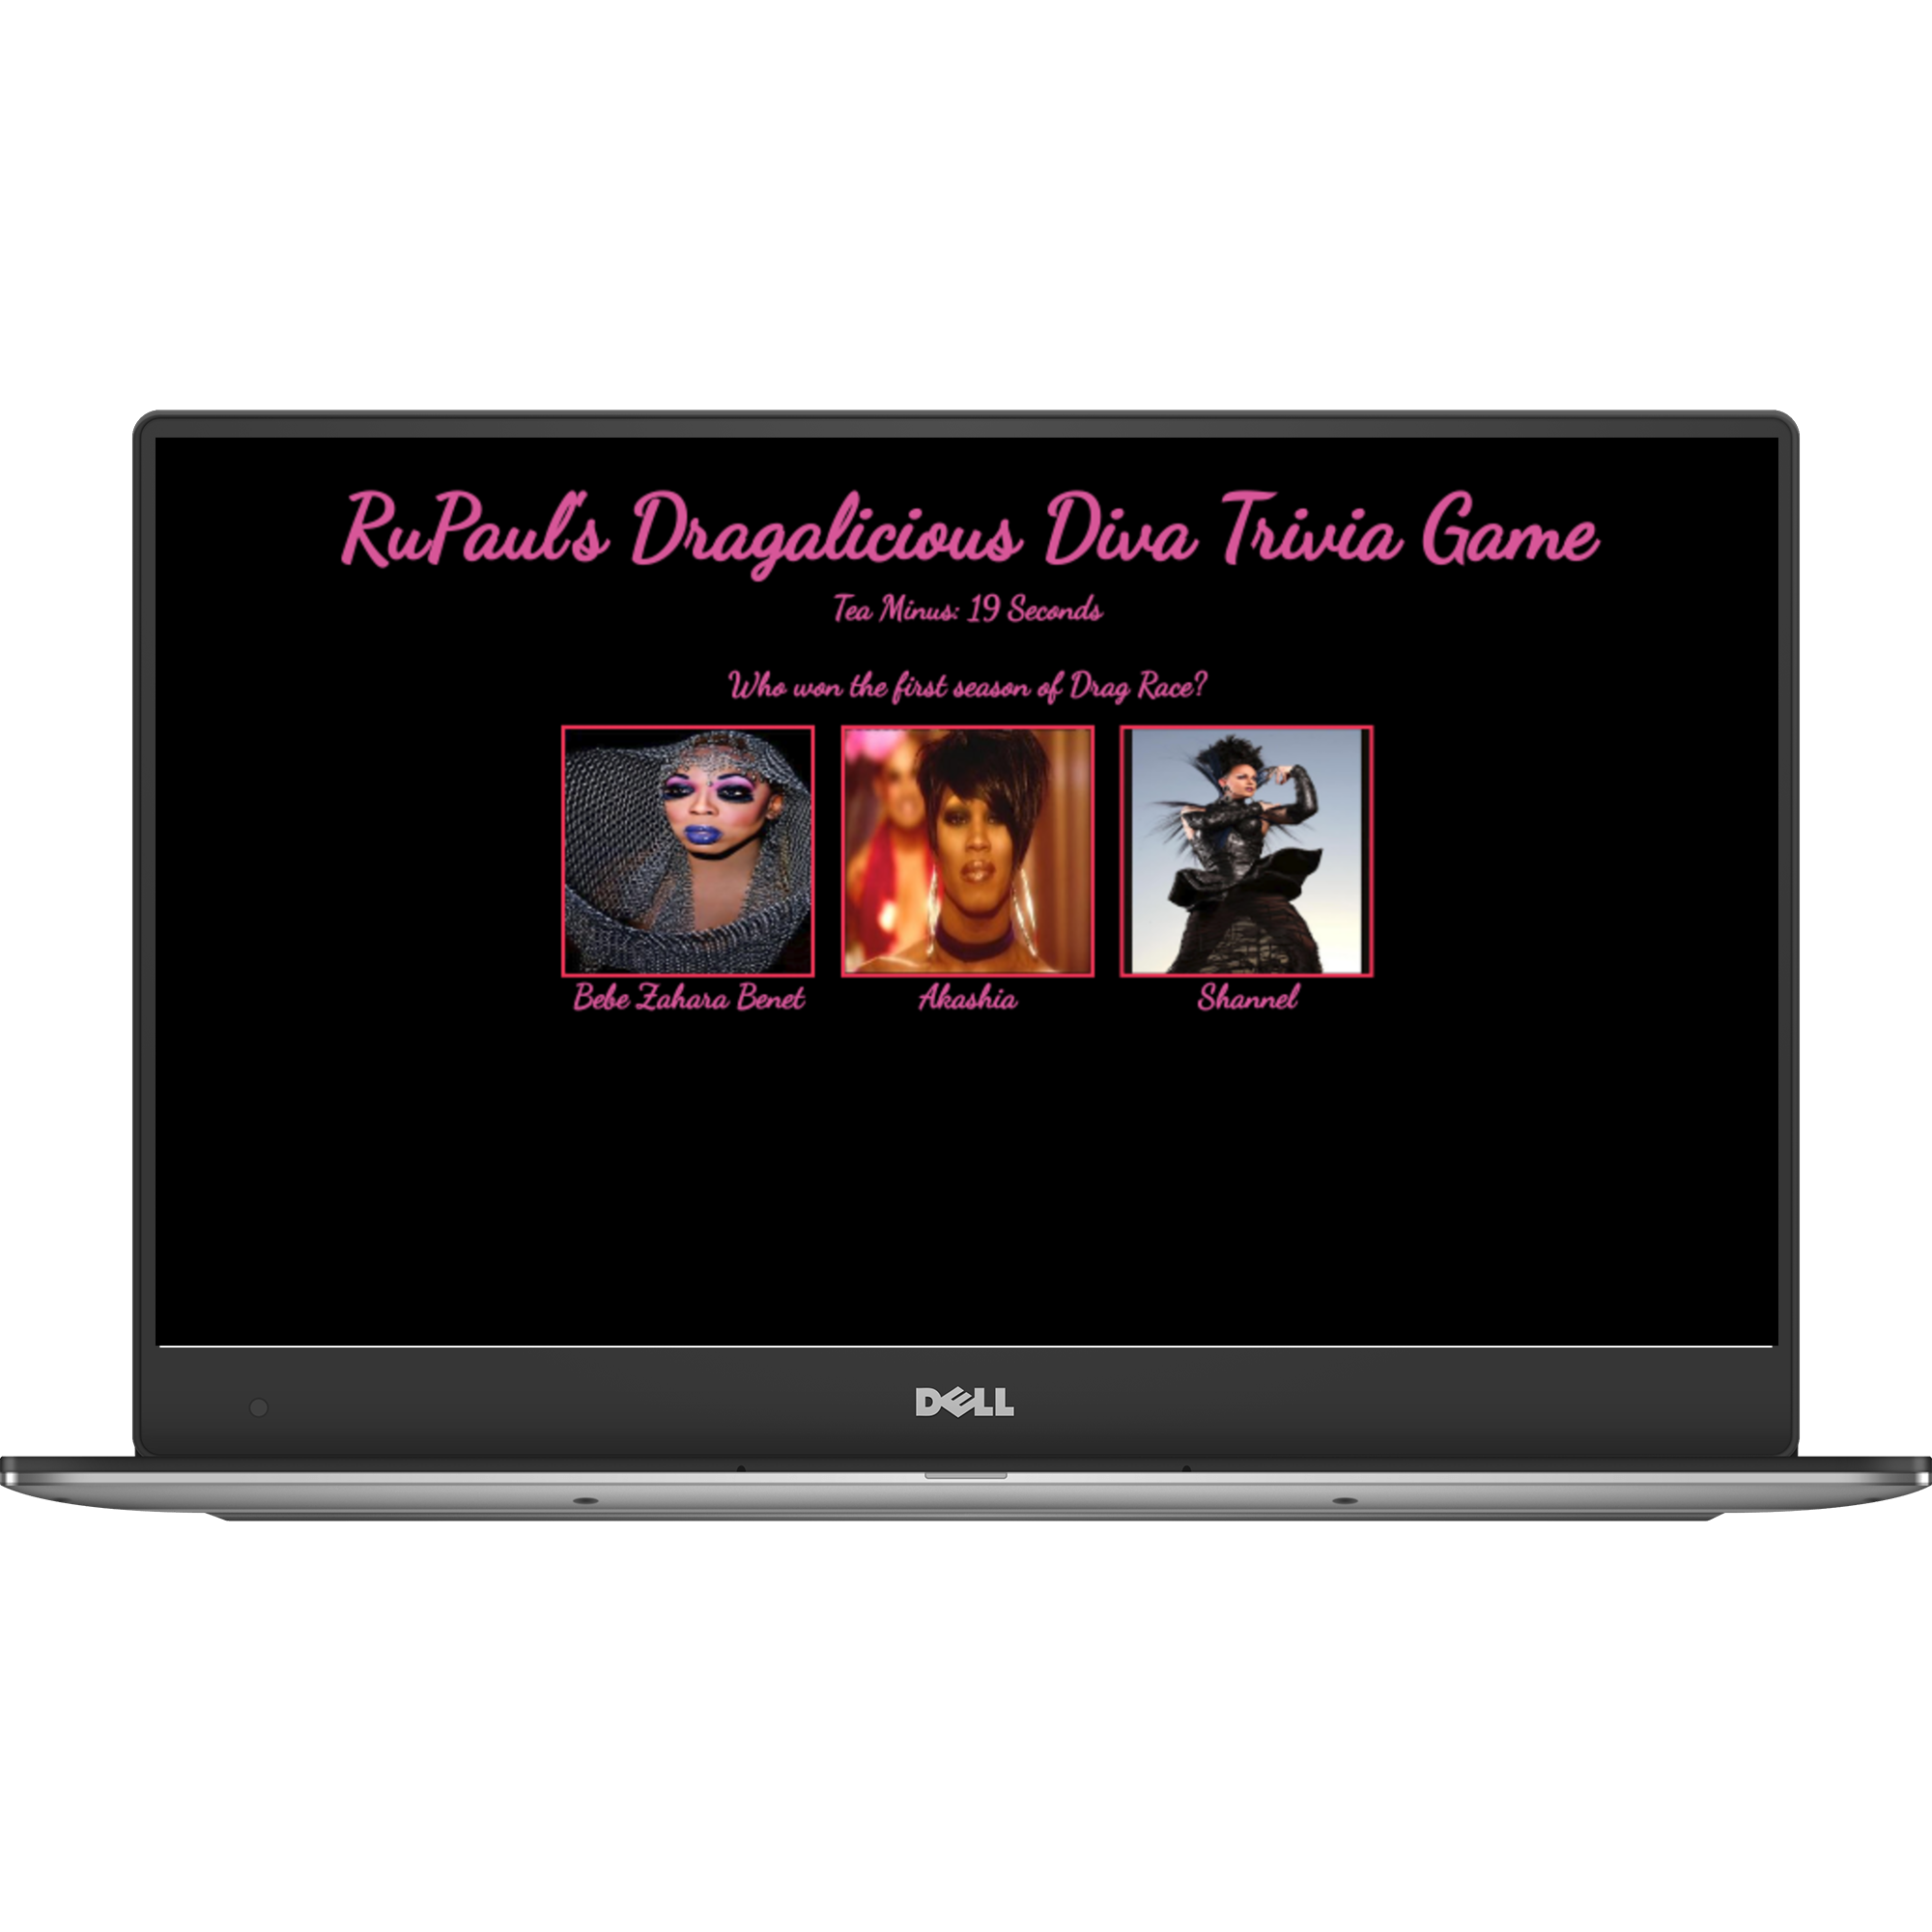 RuPaul's Dragalicious Diva Trivia Game
Tea Minus: 19 Seconds
Who won the first season of Drag Race?
Bebe Zahara Benet
Akashia
Shannel
DELL